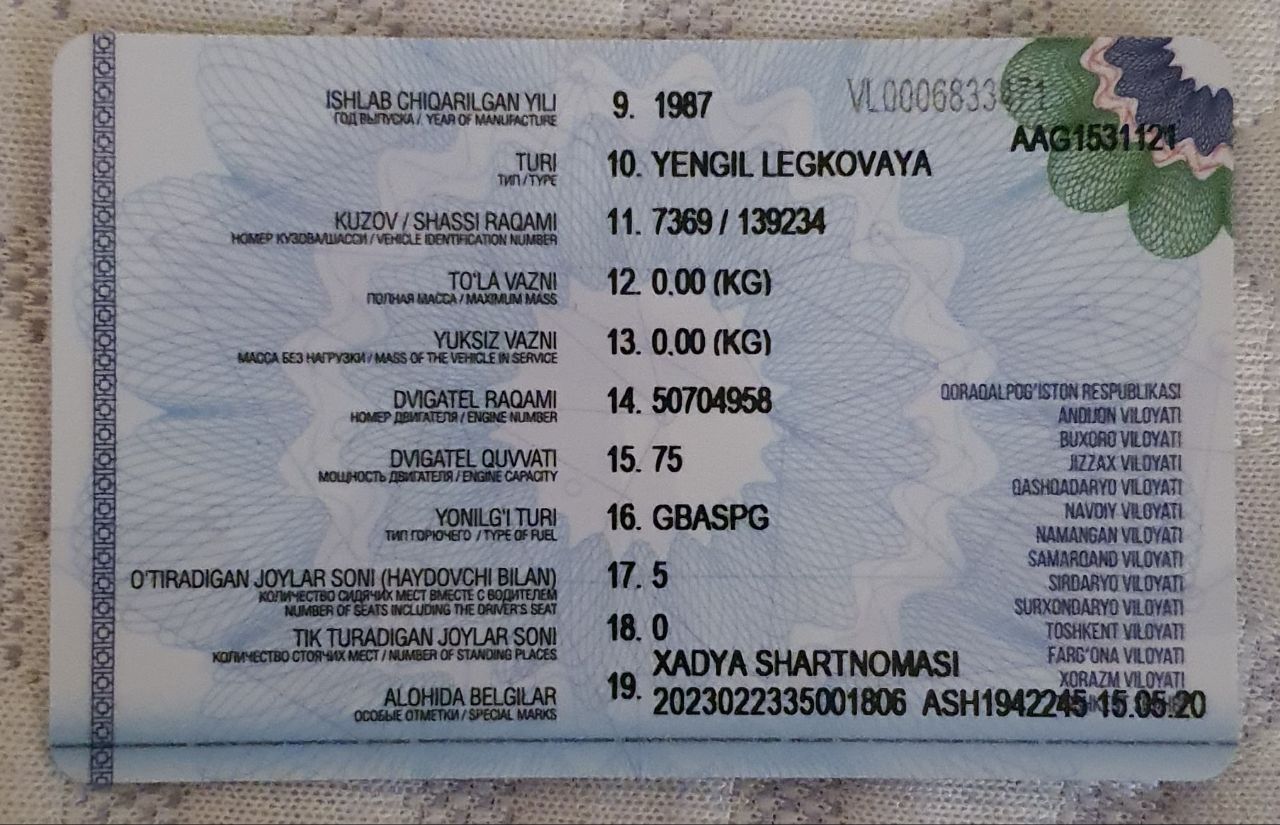 VL0006833471
AAG1531121
ISHLAB CHIQARILGAN YILI 9. 1987
ГОД ВЫПУСКА / YEAR OF MANUFACTURE
TURI 10. YENGIL LEGKOVAYA
ТИП / TYPE
KUZOV / SHASSI RAQAMI 11. 7369 / 139234
НОМЕР КУЗОВА/ШАССИ / VEHICLE IDENTIFICATION NUMBER
TO'LA VAZNI 12. 0.00 (KG)
ПОЛНАЯ МАССА / MAXIMUM MASS
YUKSIZ VAZNI 13. 0.00 (KG)
МАССА БЕЗ НАГРУЗКИ / MASS OF THE VEHICLE IN SERVICE
DVIGATEL RAQAMI 14. 50704958
НОМЕР ДВИГАТЕЛЯ / ENGINE NUMBER
DVIGATEL QUVVATI 15. 75
МОЩНОСТЬ ДВИГАТЕЛЯ / ENGINE CAPACITY
YONILG'I TURI 16. GBASPG
ТИП ГОРЮЧЕГО / TYPE OF FUEL
O'TIRADIGAN JOYLAR SONI (HAYDOVCHI BILAN) 17. 5
КОЛИЧЕСТВО СИДЯЧИХ МЕСТ ВМЕСТЕ С ВОДИТЕЛЕМ
NUMBER OF SEATS INCLUDING THE DRIVER'S SEAT
TIK TURADIGAN JOYLAR SONI 18. 0
КОЛИЧЕСТВО СТОЯЧИХ МЕСТ / NUMBER OF STANDING PLACES
XADYA SHARTNOMASI
ALOHIDA BELGILAR 19. 2023022335001806 ASH1942245 15.05.20
ОСОБЫЕ ОТМЕТКИ / SPECIAL MARKS
QORAQALPOG'ISTON RESPUBLIKASI
ANDIJON VILOYATI
BUXORO VILOYATI
JIZZAX VILOYATI
QASHQADARYO VILOYATI
NAVOIY VILOYATI
NAMANGAN VILOYATI
SAMARQAND VILOYATI
SIRDARYO VILOYATI
SURXONDARYO VILOYATI
TOSHKENT VILOYATI
FARG'ONA VILOYATI
XORAZM VILOYATI